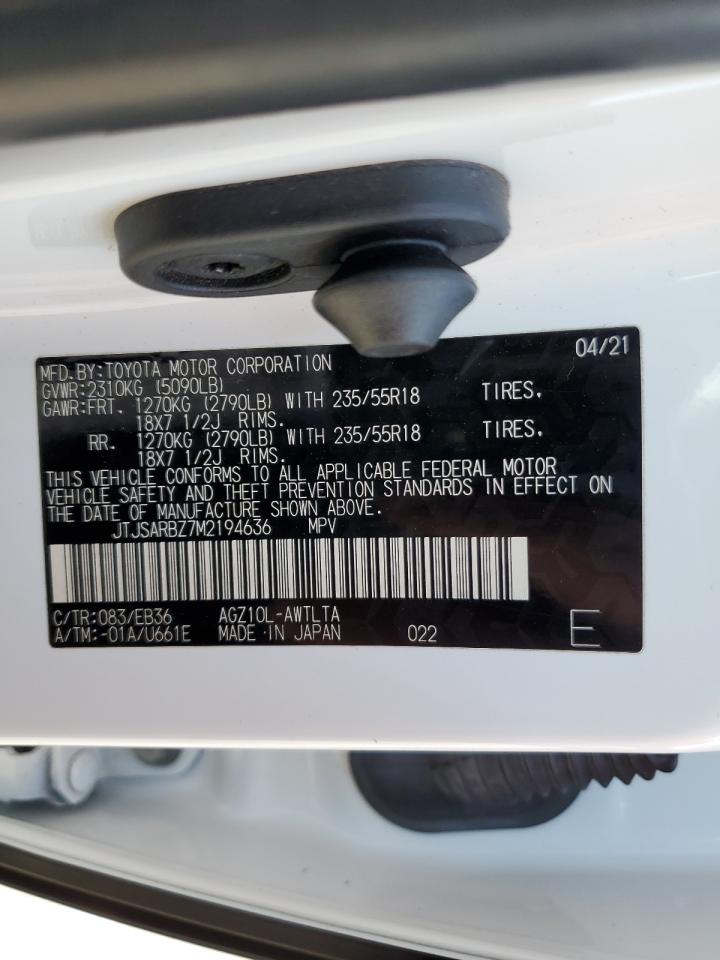 MFD.BY:TOYOTA MOTOR CORPORATION 04/21
GVWR:2310KG (5090LB)
GAWR:FRT. 1270KG (2790LB) WITH 235/55R18 TIRES.
18X7 1/2J RIMS.
RR. 1270KG (2790LB) WITH 235/55R18 TIRES.
18X7 1/2J RIMS.
THIS VEHICLE CONFORMS TO ALL APPLICABLE FEDERAL MOTOR
VEHICLE SAFETY AND THEFT PREVENTION STANDARDS IN EFFECT ON
THE DATE OF MANUFACTURE SHOWN ABOVE.
JTJSARBZ7M2194636 MPV
C/TR:083/EB36 AGZ10L-AWTLTA
A/TM:-01A/U661E MADE IN JAPAN 022 E